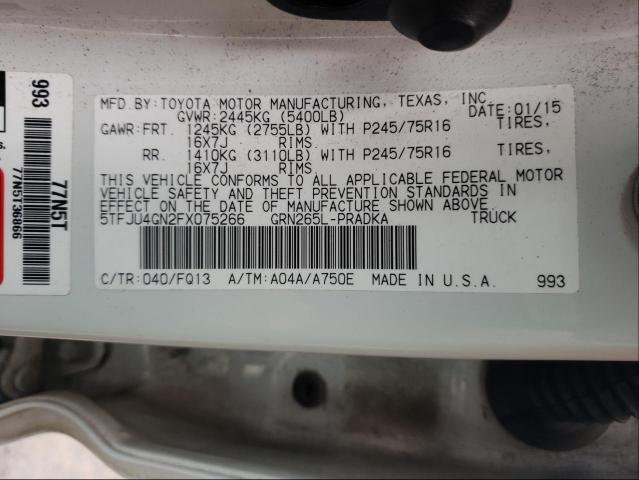 MFD. BY: TOYOTA MOTOR MANUFACTURING, TEXAS, INC.
GVWR: 2445KG (5400LB) DATE: 01/15
GAWR: FRT. 1245KG (2755LB) WITH P245/75R16 TIRES,
16X7J RIMS.
RR. 1410KG (3110LB) WITH P245/75R16 TIRES,
16X7J RIMS.
THIS VEHICLE CONFORMS TO ALL APPLICABLE FEDERAL MOTOR
VEHICLE SAFETY AND THEFT PREVENTION STANDARDS IN
EFFECT ON THE DATE OF MANUFACTURE SHOWN ABOVE.
5TFJU4GN2FX075266 GRN265L-PRADKA TRUCK
C/TR: 040/FQ13 A/TM: A04A/A750E MADE IN U.S.A. 993
993
77N5T
77N5T36966